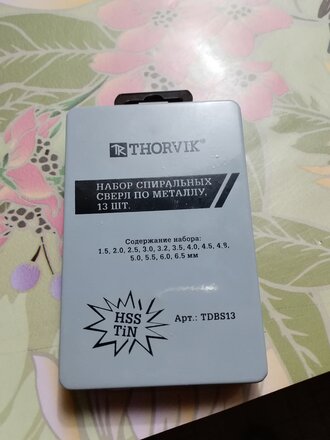 THORVIK®
НАБОР СПИРАЛЬНЫХ
СВЕРЛ ПО МЕТАЛЛУ,
13 ШТ.
Содержание набора:
1.5, 2.0, 2.5, 3.0, 3.2, 3.5, 4.0, 4.5, 4.8,
5.0, 5.5, 6.0, 6.5 мм
HSS
TiN
Арт.: TDBS13